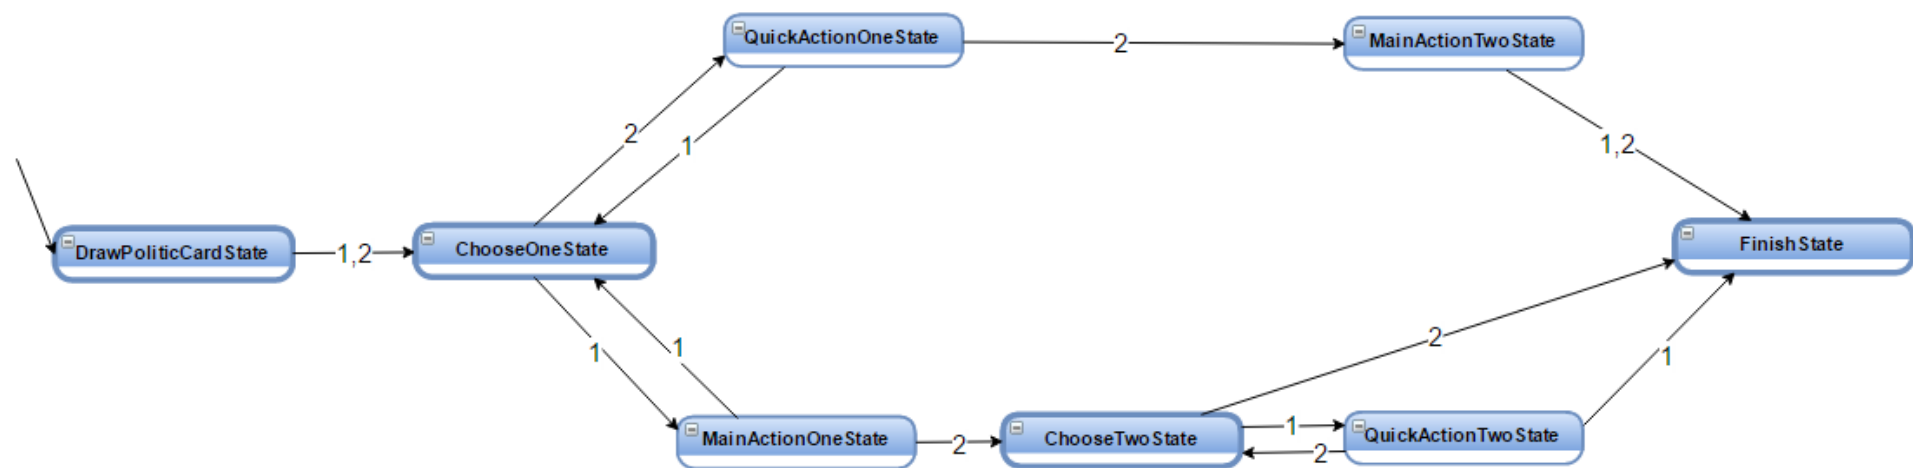 QuickActionOneState
2
MainActionTwoState
2
1
1,2
DrawPoliticCardState
1,2
ChooseOneState
FinishState
1
1
2
1
MainActionOneState
2
ChooseTwoState
1
2
QuickActionTwoState